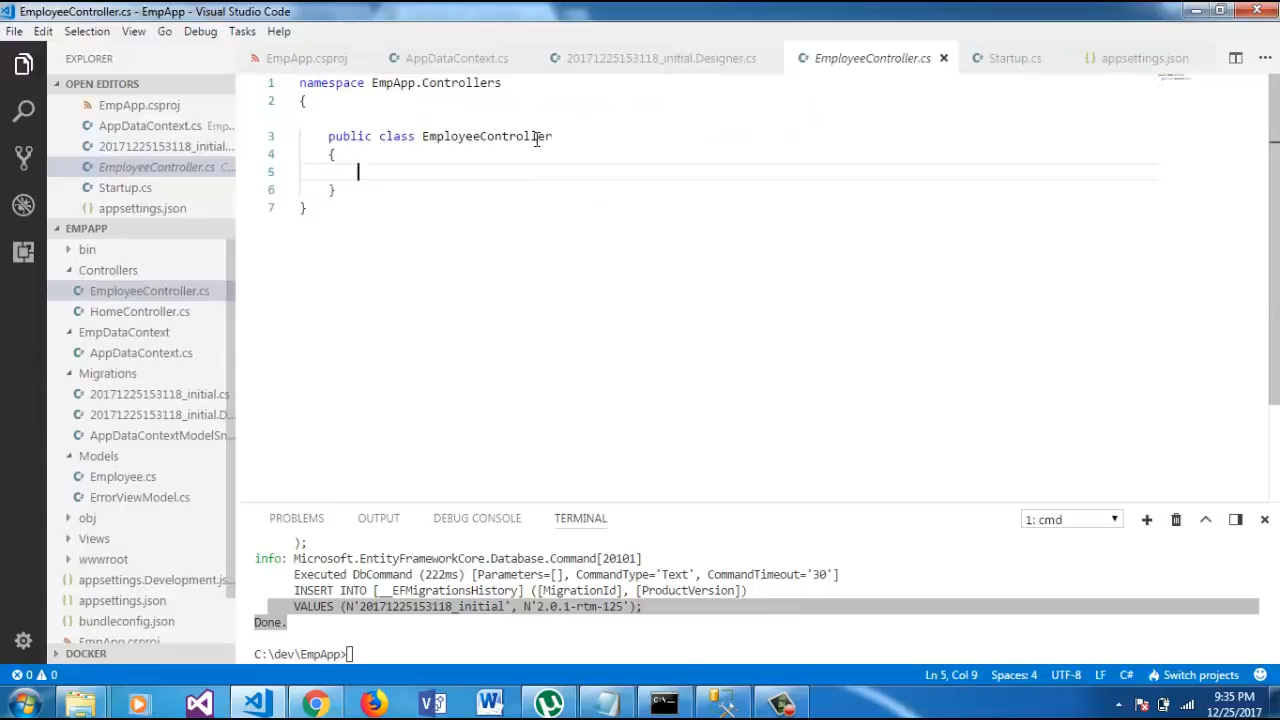 EmployeeController.cs - EmpApp - Visual Studio Code
File Edit Selection View Go Debug Tasks Help
EXPLORER
OPEN EDITORS
EmpApp.csproj
AppDataContext.cs Emp...
20171225153118_initial....
EmployeeController.cs C...
Startup.cs
appsettings.json
EMPAPP
bin
Controllers
EmployeeController.cs
HomeController.cs
EmpDataContext
AppDataContext.cs
Migrations
20171225153118_initial.cs
20171225153118_initial.D...
AppDataContextModelSn...
Models
Employee.cs
ErrorViewModel.cs
obj
Views
wwwroot
appsettings.Development.js...
appsettings.json
bundleconfig.json
EmpApp.csproj
DOCKER
EmpApp.csproj AppDataContext.cs 20171225153118_initial.Designer.cs EmployeeController.cs Startup.cs appsettings.json
1 namespace EmpApp.Controllers
2 {
3 public class EmployeeController
4 {
5
6 }
7 }
PROBLEMS OUTPUT DEBUG CONSOLE TERMINAL 1: cmd
);
info: Microsoft.EntityFrameworkCore.Database.Command[20101]
Executed DbCommand (222ms) [Parameters=[], CommandType='Text', CommandTimeout='30']
INSERT INTO [__EFMigrationsHistory] ([MigrationId], [ProductVersion])
VALUES (N'20171225153118_initial', N'2.0.1-rtm-125');
Done.
C:\dev\EmpApp>
0 0 Ln 5, Col 9 Spaces: 4 UTF-8 LF C# Switch projects
9:35 PM
12/25/2017